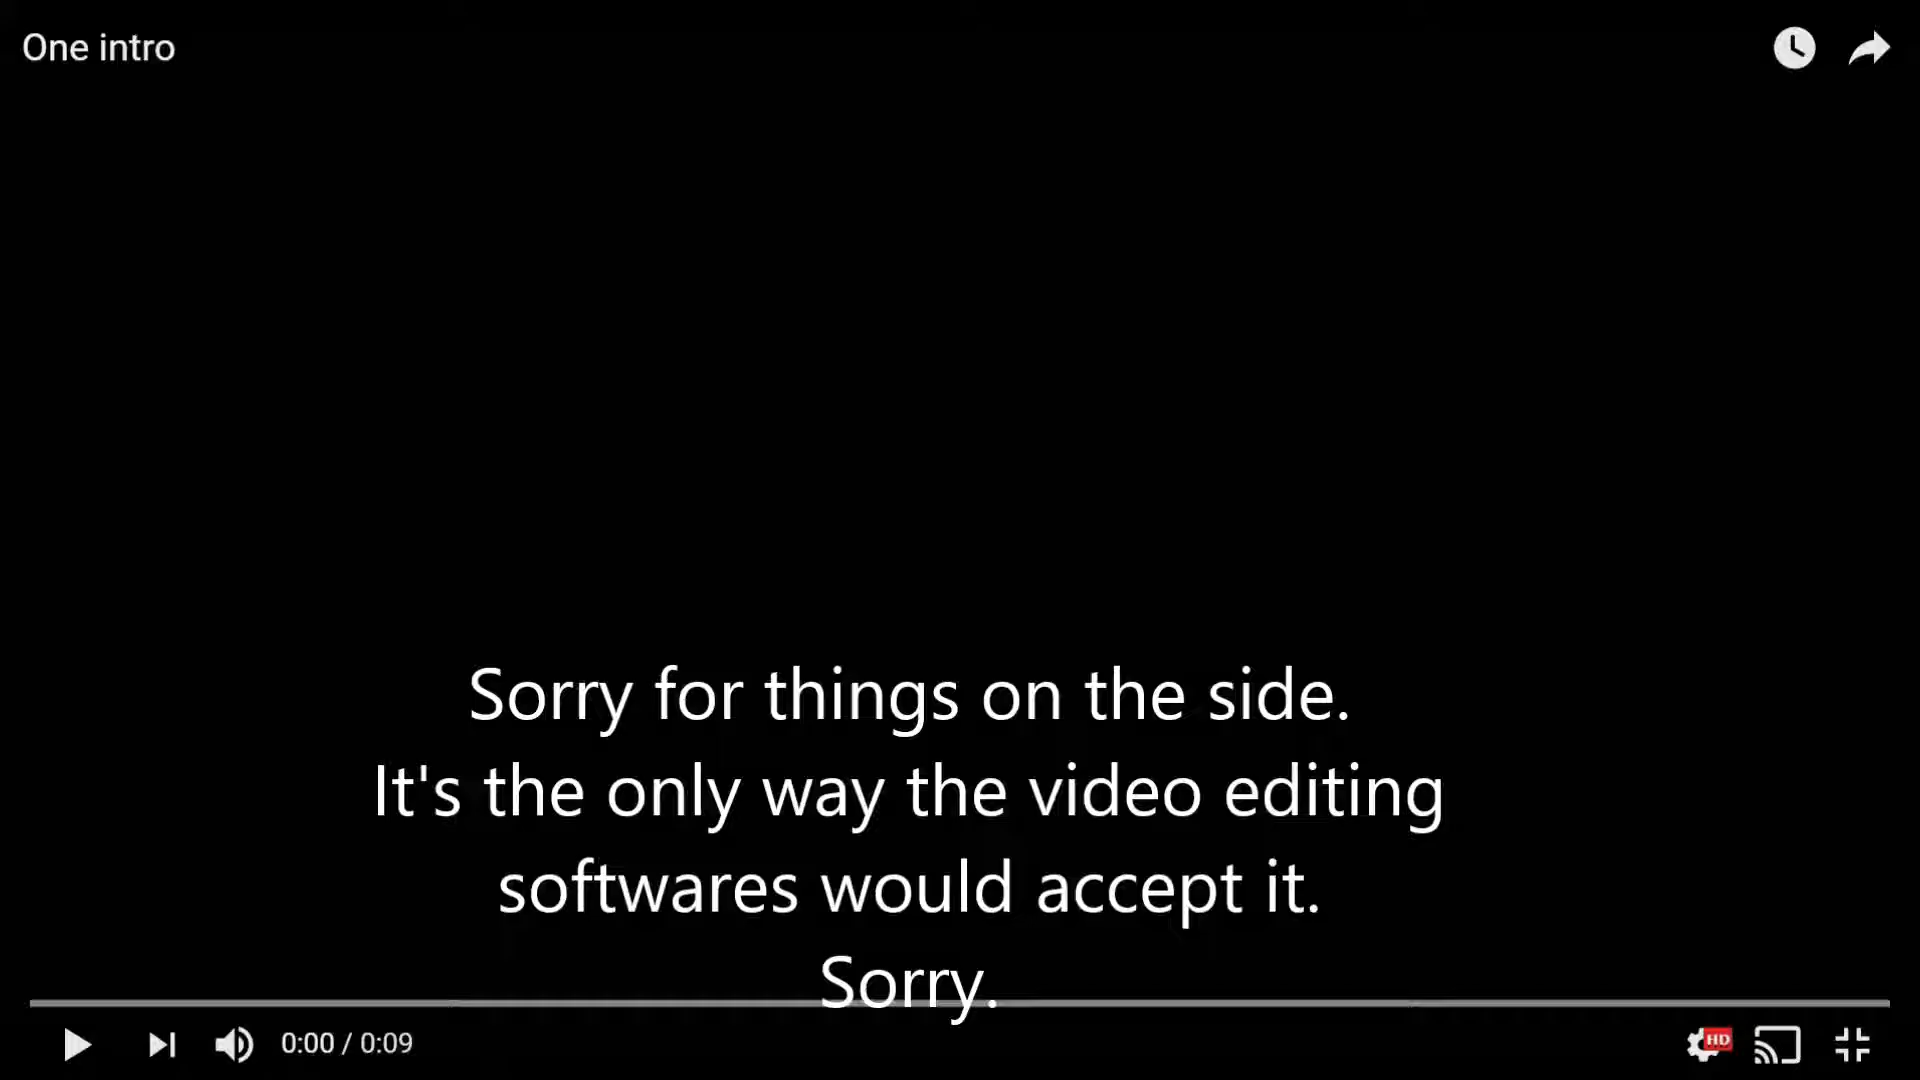 One intro
Sorry for things on the side.
It's the only way the video editing
softwares would accept it.
Sorry.
0:00 / 0:09
HD